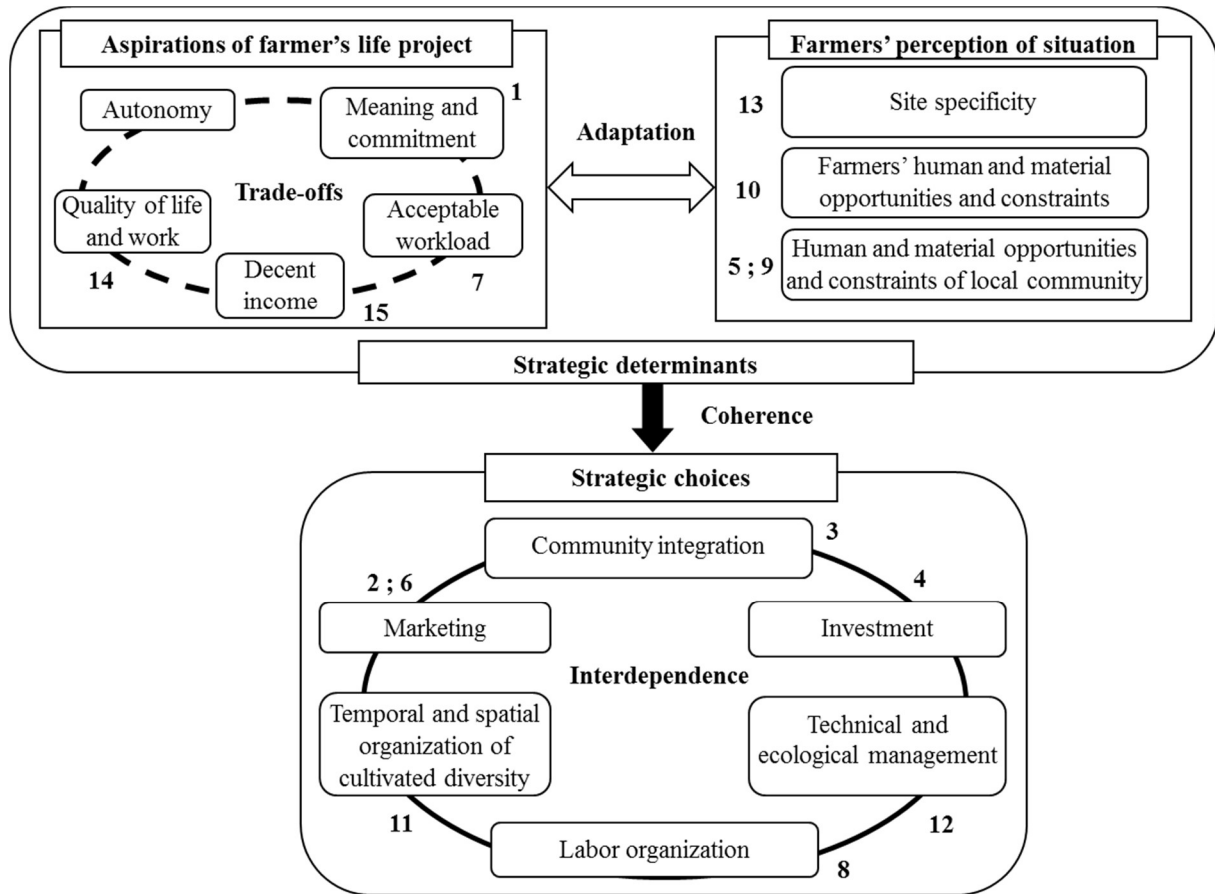 Aspirations of farmer’s life project
Autonomy
Meaning and
commitment
1
Trade-offs
Quality of life
and work
14
Acceptable
workload
7
Decent
income
15
Adaptation
Farmers’ perception of situation
13
Site specificity
10
Farmers’ human and material
opportunities and constraints
5 ; 9
Human and material opportunities
and constraints of local community
Strategic determinants
Coherence
Strategic choices
Community integration
3
2 ; 6
4
Marketing
Investment
Interdependence
Temporal and spatial
organization of
cultivated diversity
11
Technical and
ecological management
12
Labor organization
8